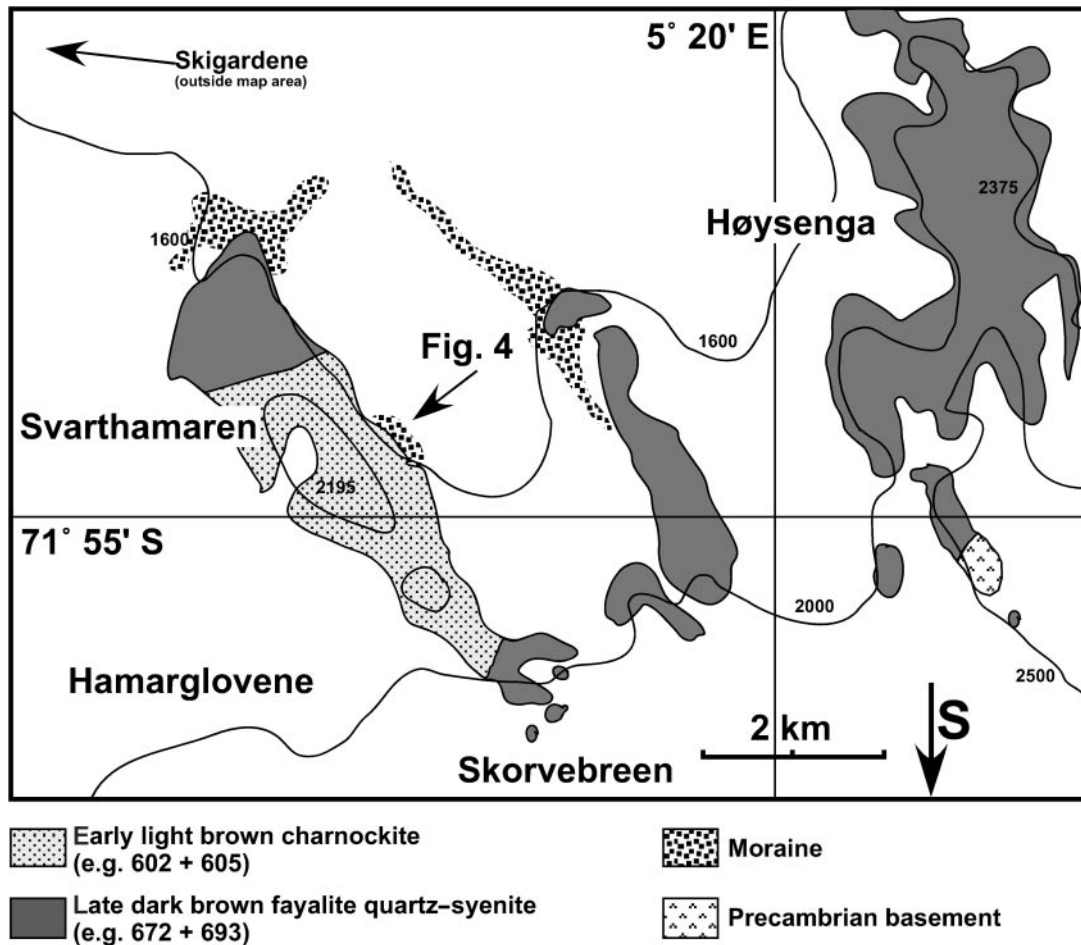 5° 20' E
Skigardene
(outside map area)
2375
Høysenga
1600
1600
Fig. 4
Svarthamaren
2195
71° 55' S
2000
Hamarglovene
2500
S
2 km
Skorvebreen
Early light brown charnockite
(e.g. 602 + 605)
Moraine
Late dark brown fayalite quartz–syenite
(e.g. 672 + 693)
Precambrian basement